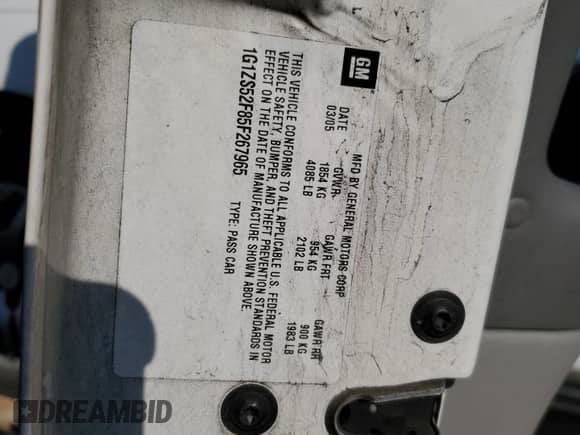 GM
MFD BY GENERAL MOTORS CORP
DATE GVWR GAWR FRT GAWR RR
03/05 1854 KG 954 KG 900 KG
4085 LB 2102 LB 1983 LB
THIS VEHICLE CONFORMS TO ALL APPLICABLE U.S. FEDERAL MOTOR
VEHICLE SAFETY, BUMPER, AND THEFT PREVENTION STANDARDS IN
EFFECT ON THE DATE OF MANUFACTURE SHOWN ABOVE.
1G1ZS52F85F267965 TYPE: PASS CAR
DREAMBID